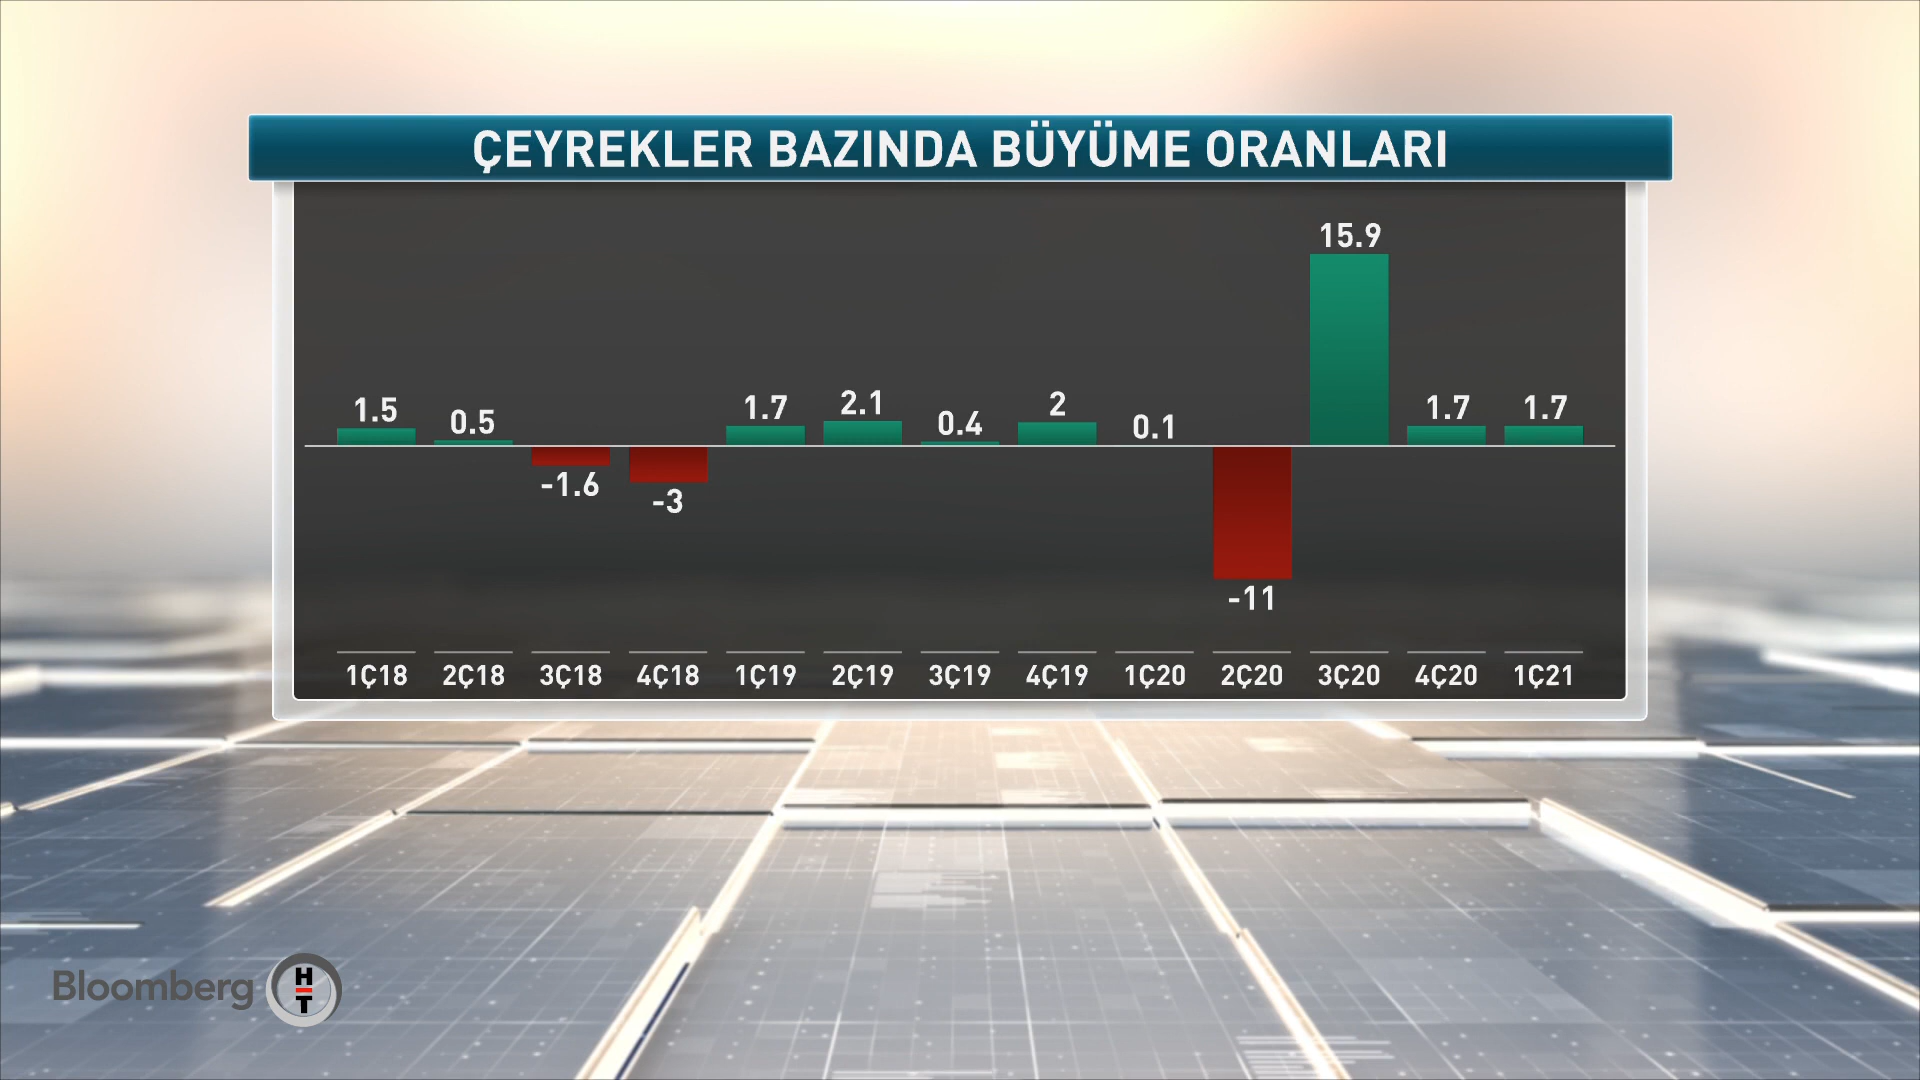 ÇEYREKLER BAZINDA BÜYÜME ORANLARI
15.9
1.5 0.5 1.7 2.1 0.4 2 0.1 1.7 1.7
-1.6 -3
-11
1Ç18 2Ç18 3Ç18 4Ç18 1Ç19 2Ç19 3Ç19 4Ç19 1Ç20 2Ç20 3Ç20 4Ç20 1Ç21
Bloomberg HT